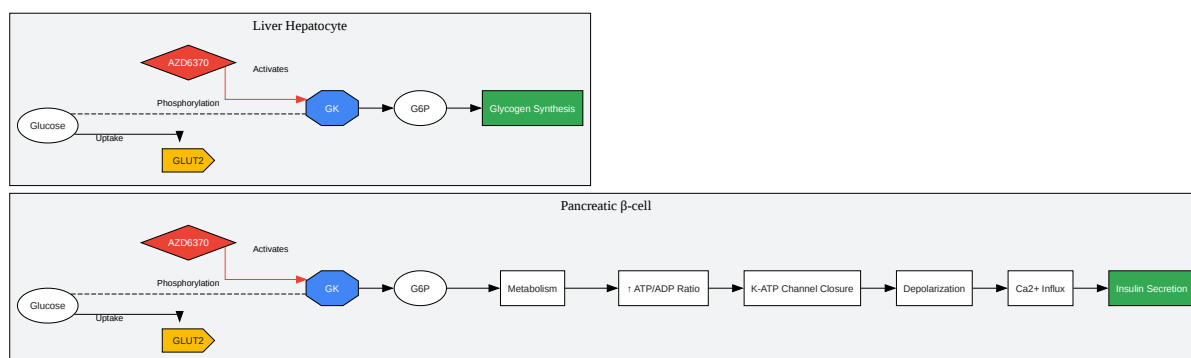 Liver Hepatocyte
AZD6370
Activates
Phosphorylation
GK
G6P
Glycogen Synthesis
Glucose
Uptake
GLUT2
Pancreatic β-cell
AZD6370
Activates
Phosphorylation
GK
G6P
Metabolism
↑ ATP/ADP Ratio
K-ATP Channel Closure
Depolarization
Ca2+ Influx
Insulin Secretion
Glucose
Uptake
GLUT2